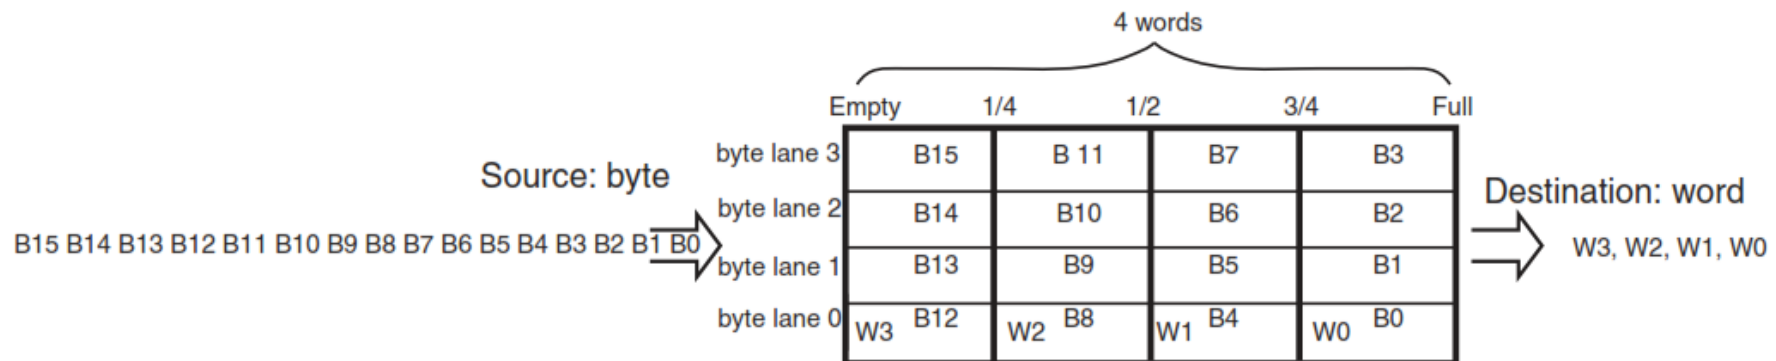 4 words
Empty 1/4 1/2 3/4 Full
byte lane 3 B15 B 11 B7 B3
Source: byte
Destination: word
byte lane 2 B14 B10 B6 B2
B15 B14 B13 B12 B11 B10 B9 B8 B7 B6 B5 B4 B3 B2 B1 B0
W3, W2, W1, W0
byte lane 1 B13 B9 B5 B1
byte lane 0 W3 B12 W2 B8 W1 B4 W0 B0